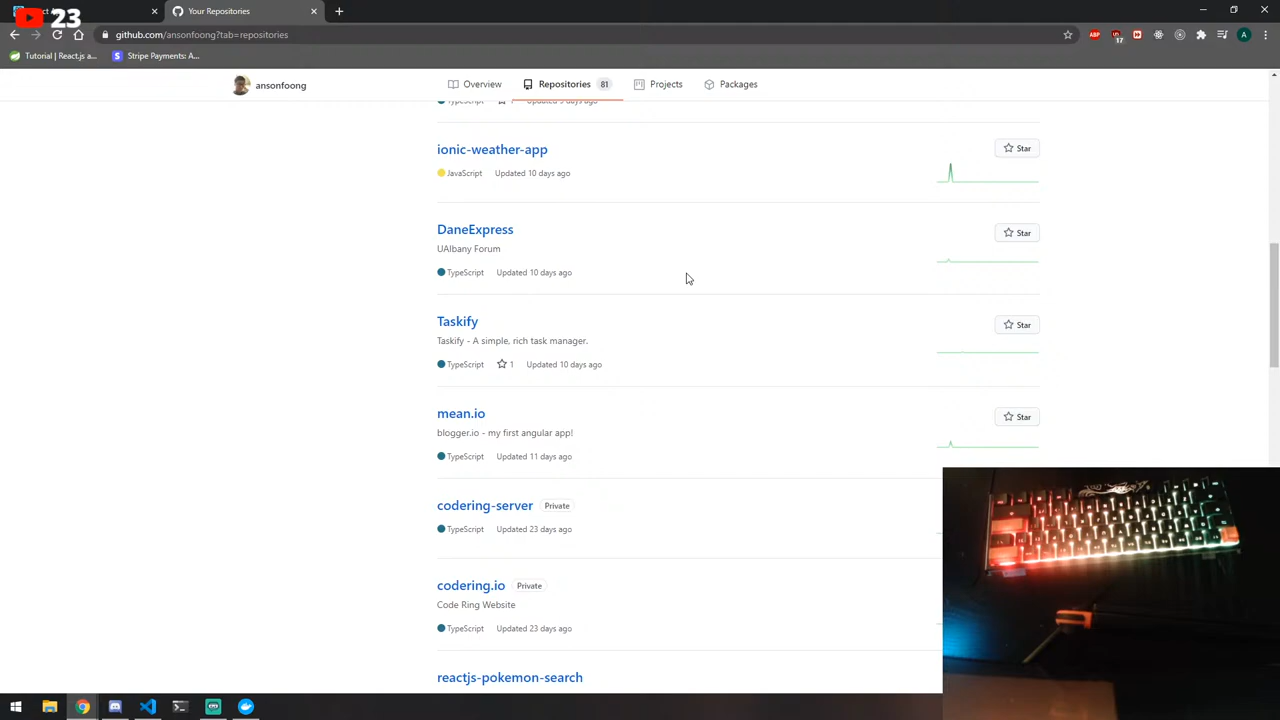 23
Your Repositories
github.com/ansonfoong?tab=repositories
ABP
17
A
Tutorial | React.js a...
Stripe Payments: A...
ansonfoong
Overview
Repositories 81
Projects
Packages
ionic-weather-app
Star
JavaScript Updated 10 days ago
DaneExpress
Star
UAlbany Forum
TypeScript Updated 10 days ago
Taskify
Star
Taskify - A simple, rich task manager.
TypeScript 1 Updated 10 days ago
mean.io
Star
blogger.io - my first angular app!
TypeScript Updated 11 days ago
codering-server Private
TypeScript Updated 23 days ago
codering.io Private
Code Ring Website
TypeScript Updated 23 days ago
reactjs-pokemon-search